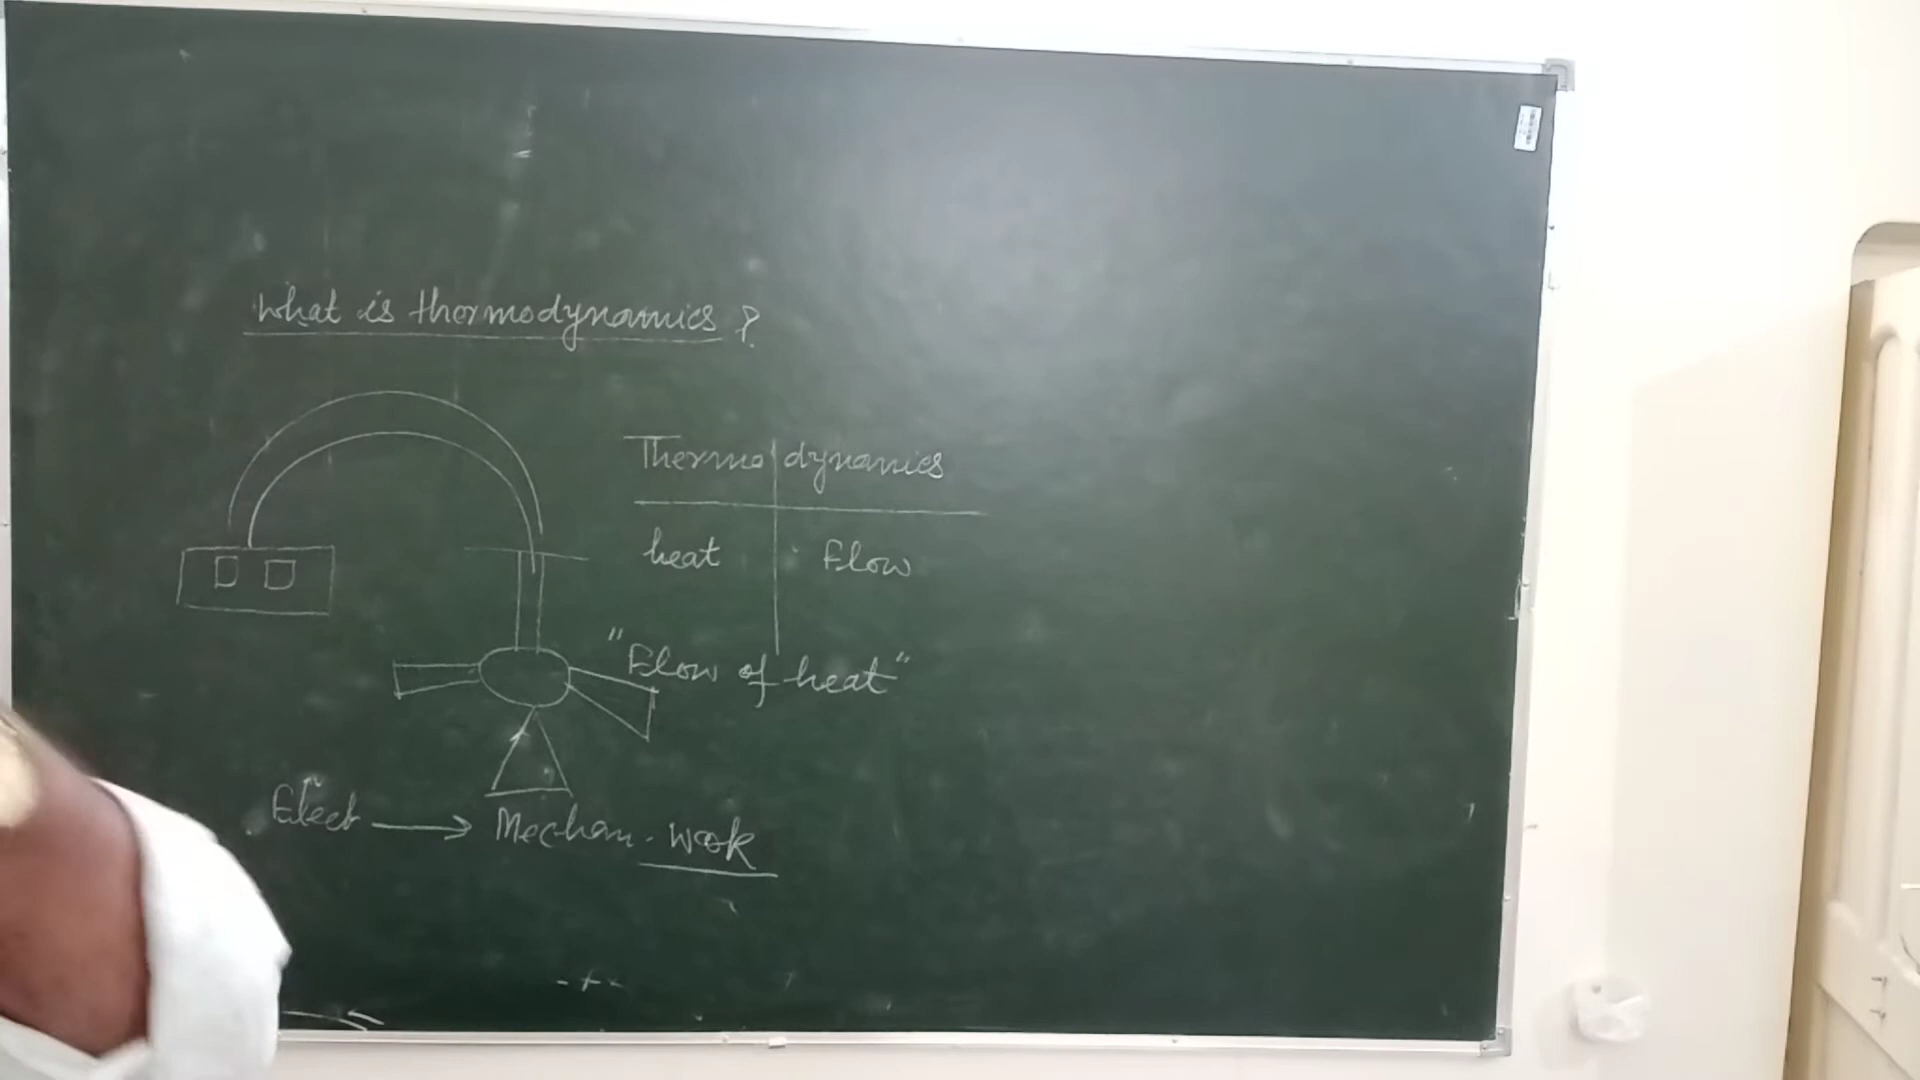 What is thermodynamics ?
Thermo dynamics
heat Flow
"Flow of heat"
Elect → Mechan. Work